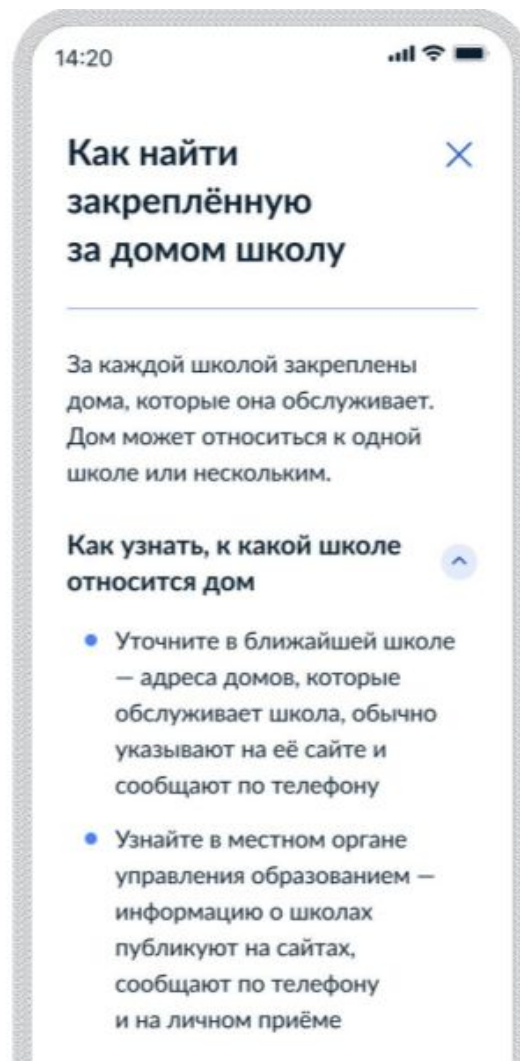 14:20
Как найти
закреплённую
за домом школу
За каждой школой закреплены
дома, которые она обслуживает.
Дом может относиться к одной
школе или нескольким.
Как узнать, к какой школе
относится дом
Уточните в ближайшей школе
— адреса домов, которые
обслуживает школа, обычно
указывают на её сайте и
сообщают по телефону
Узнайте в местном органе
управления образованием —
информацию о школах
публикуют на сайтах,
сообщают по телефону
и на личном приёме